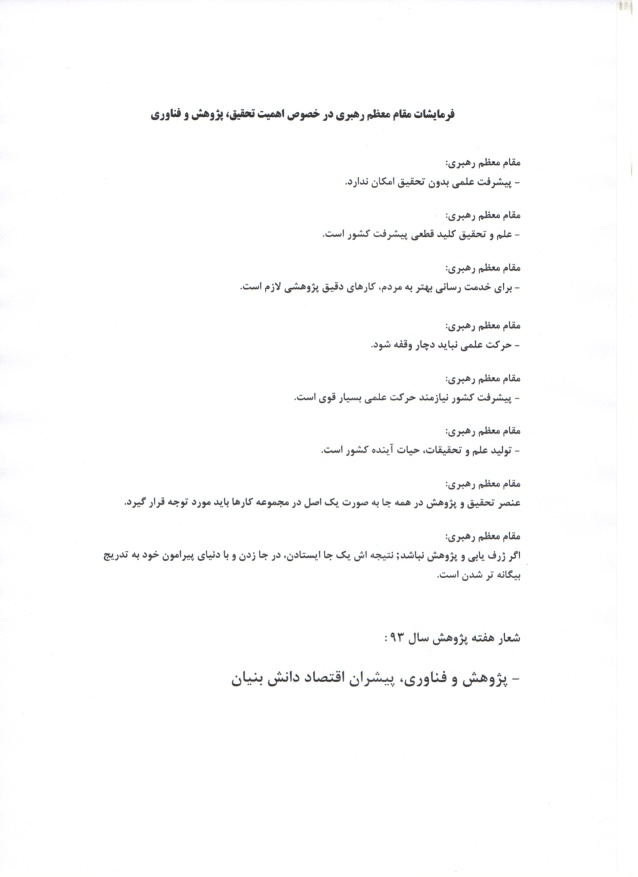 فرمایشات مقام معظم رهبری در خصوص اهمیت تحقیق، پژوهش و فناوری
مقام معظم رهبری:
- پیشرفت علمی بدون تحقیق امکان ندارد.
مقام معظم رهبری:
- علم و تحقیق کلید قطعی پیشرفت کشور است.
مقام معظم رهبری:
- برای خدمت رسانی بهتر به مردم، کارهای دقیق پژوهشی لازم است.
مقام معظم رهبری:
- حرکت علمی نباید دچار وقفه شود.
مقام معظم رهبری:
- پیشرفت کشور نیازمند حرکت علمی بسیار قوی است.
مقام معظم رهبری:
- تولید علم و تحقیقات، حیات آینده کشور است.
مقام معظم رهبری:
عنصر تحقیق و پژوهش در همه جا به صورت یک اصل در مجموعه کارها باید مورد توجه قرار گیرد.
مقام معظم رهبری:
اگر ژرف یابی و پژوهش نباشد; نتیجه اش یک جا ایستادن، در جا زدن و با دنیای پیرامون خود به تدریج
بیگانه تر شدن است.
شعار هفته پژوهش سال ۹۳ :
- پژوهش و فناوری، پیشران اقتصاد دانش بنیان